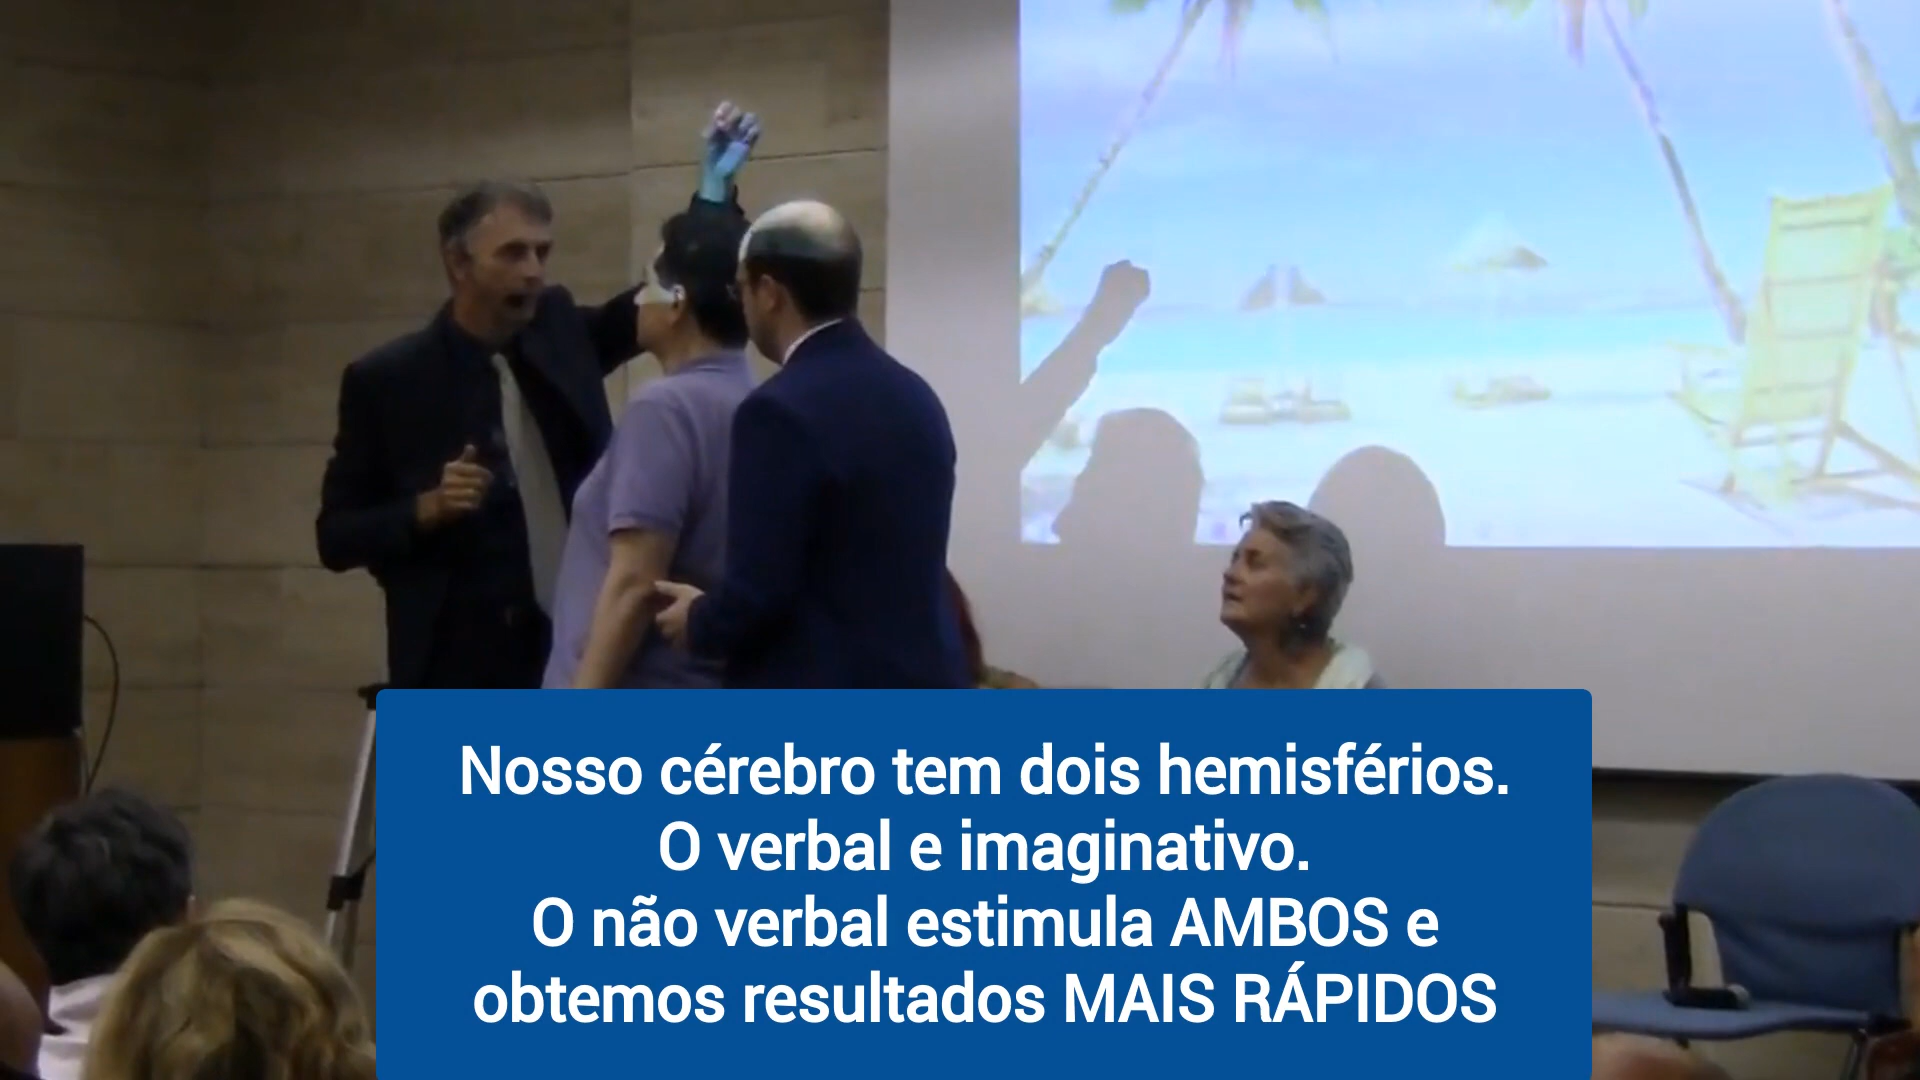 Nosso cérebro tem dois hemisférios.
O verbal e imaginativo.
O não verbal estimula AMBOS e
obtemos resultados MAIS RÁPIDOS